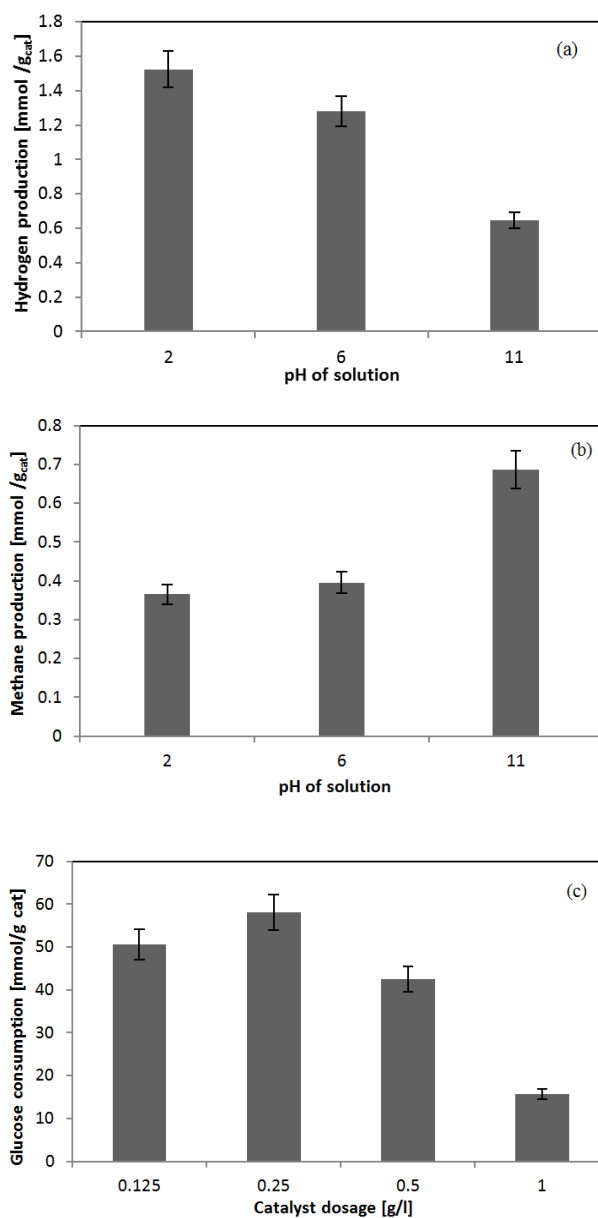 (a)
Hydrogen production [mmol /gcat]
1.8
1.6
1.4
1.2
1
0.8
0.6
0.4
0.2
0
2 6 11
pH of solution
(b)
Methane production [mmol /gcat]
0.8
0.7
0.6
0.5
0.4
0.3
0.2
0.1
0
2 6 11
pH of solution
(c)
Glucose consumption [mmol/g cat]
70
60
50
40
30
20
10
0
0.125 0.25 0.5 1
Catalyst dosage [g/l]